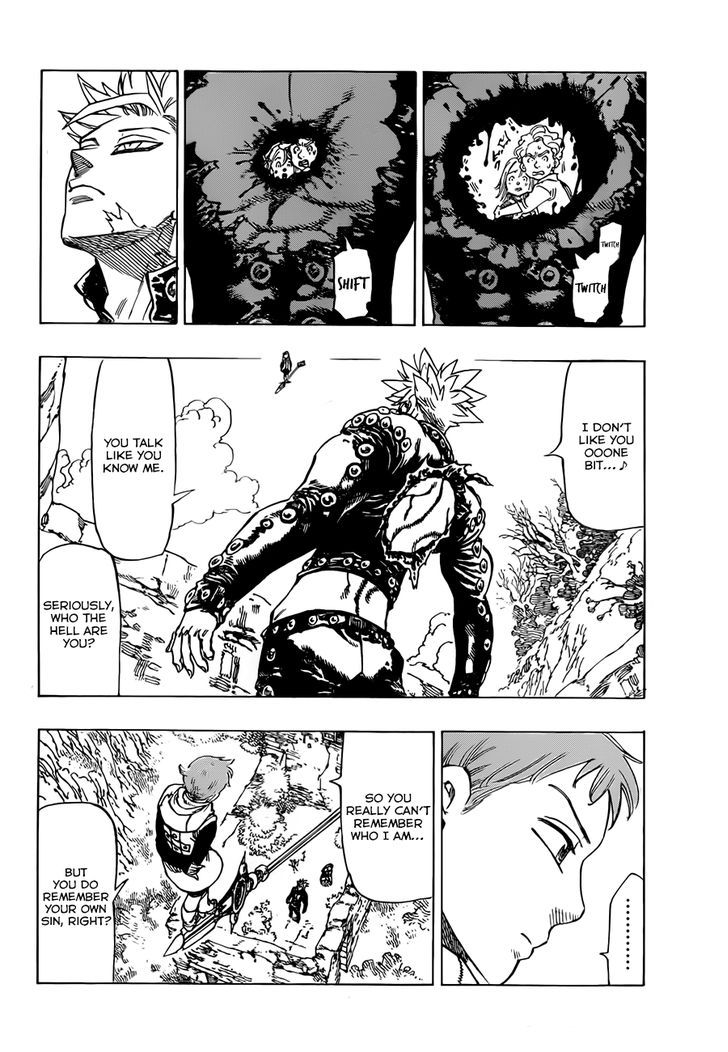 TWITCH
TWITCH
SHIFT
I DON'T
LIKE YOU
OOONE
BIT...♪
YOU TALK
LIKE YOU
KNOW ME.
SERIOUSLY,
WHO THE
HELL ARE
YOU?
.........
SO YOU
REALLY CAN'T
REMEMBER
WHO I AM...
BUT
YOU DO
REMEMBER
YOUR OWN
SIN, RIGHT?